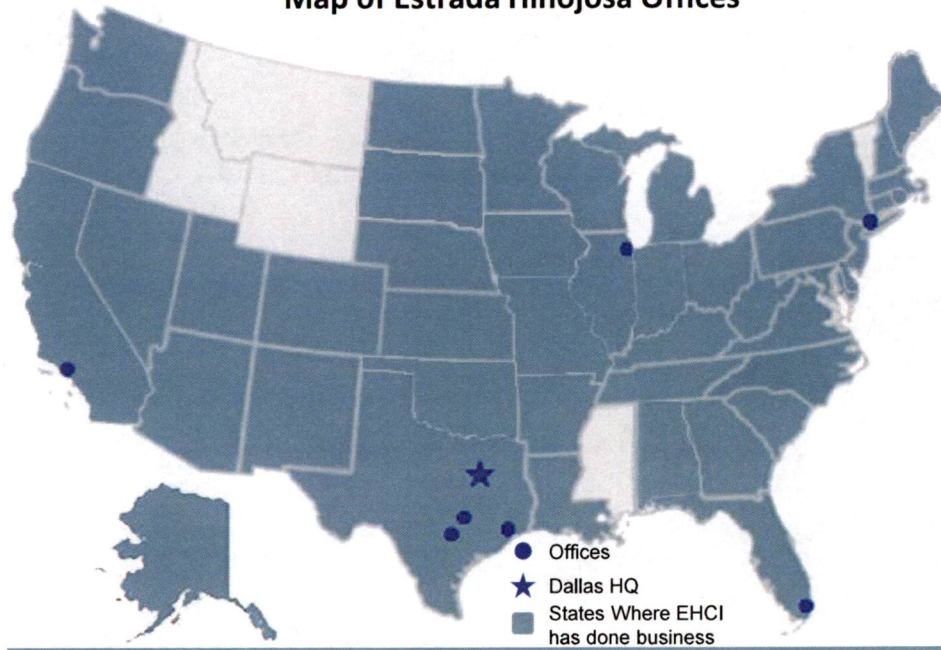 Map of Estrada Hinojosa Offices
Offices
Dallas HQ
States Where EHCI
has done business